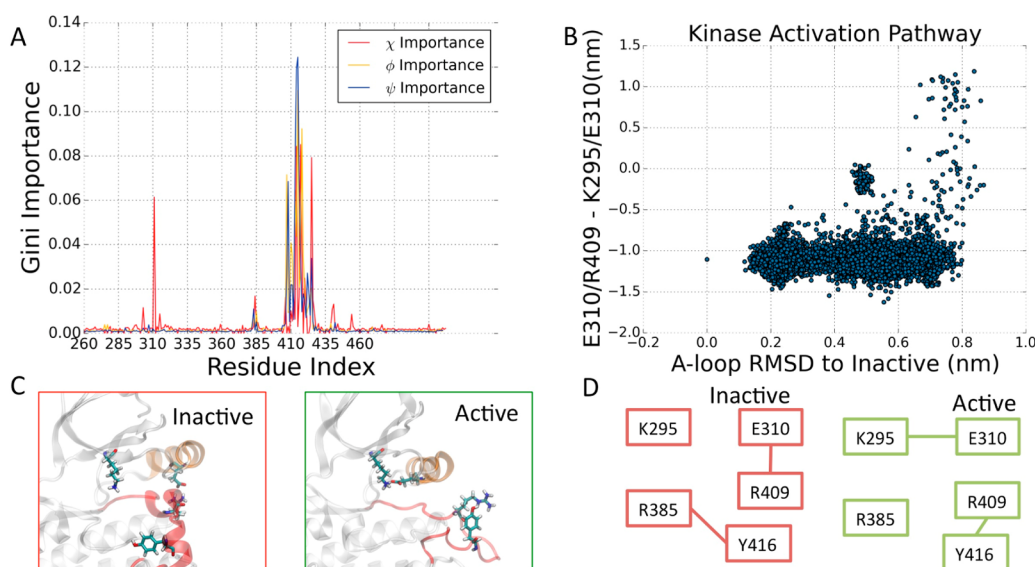 A
0.14
0.12
0.10
0.08
0.06
0.04
0.02
0.00
Gini Importance
χ Importance
ϕ Importance
ψ Importance
260 285 310 335 385 410 415 460
Residue Index
B
Kinase Activation Pathway
1.5
1.0
0.5
0.0
−0.5
−1.0
−1.5
−2.0
E310/R409 - K295/E310(nm)
−0.2 0.0 0.2 0.4 0.6 0.8 1.0
A-loop RMSD to Inactive (nm)
C
Inactive
Active
D
Inactive
K295
E310
R409
R385
Y416
Active
K295
E310
R409
R385
Y416